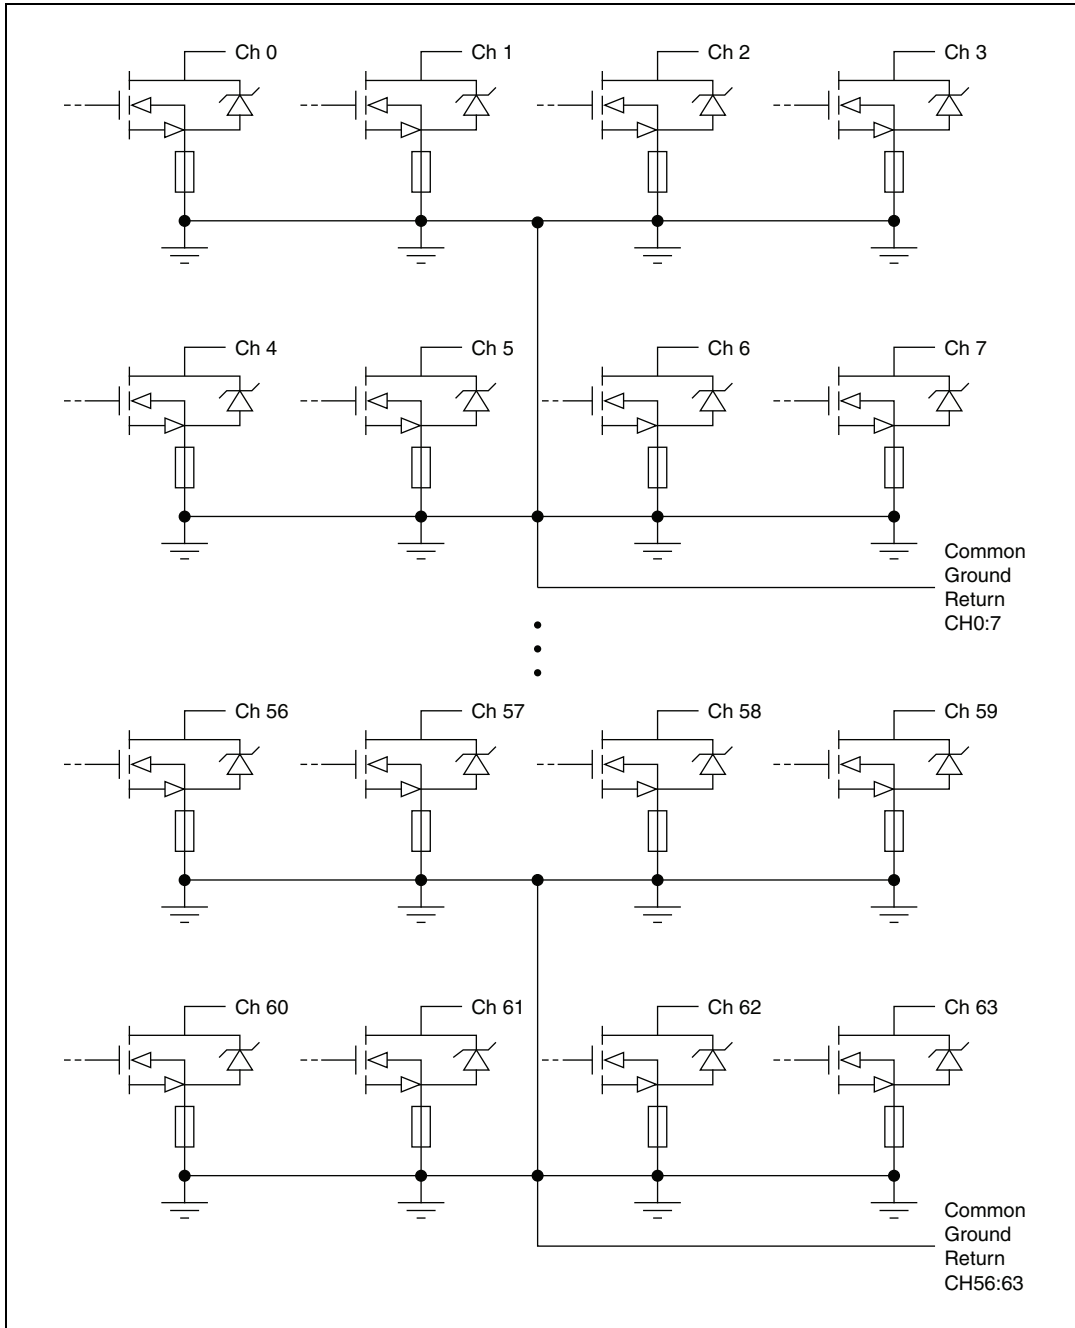 Ch 0
Ch 1
Ch 2
Ch 3
Ch 4
Ch 5
Ch 6
Ch 7
Common
Ground
Return
CH0:7
Ch 56
Ch 57
Ch 58
Ch 59
Ch 60
Ch 61
Ch 62
Ch 63
Common
Ground
Return
CH56:63